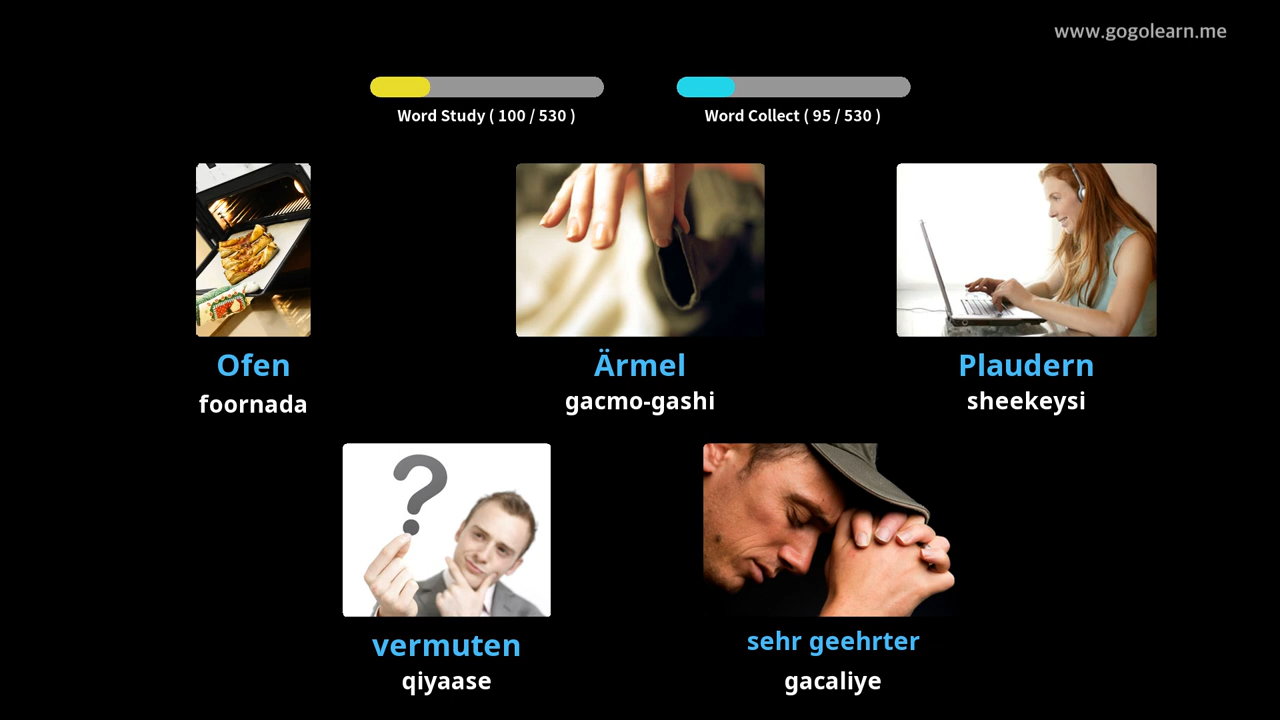 www.gogolearn.me
Word Study ( 100 / 530 )
Word Collect ( 95 / 530 )
Ofen
foornada
Ärmel
gacmo-gashi
Plaudern
sheekeysi
vermuten
qiyaase
sehr geehrter
gacaliye